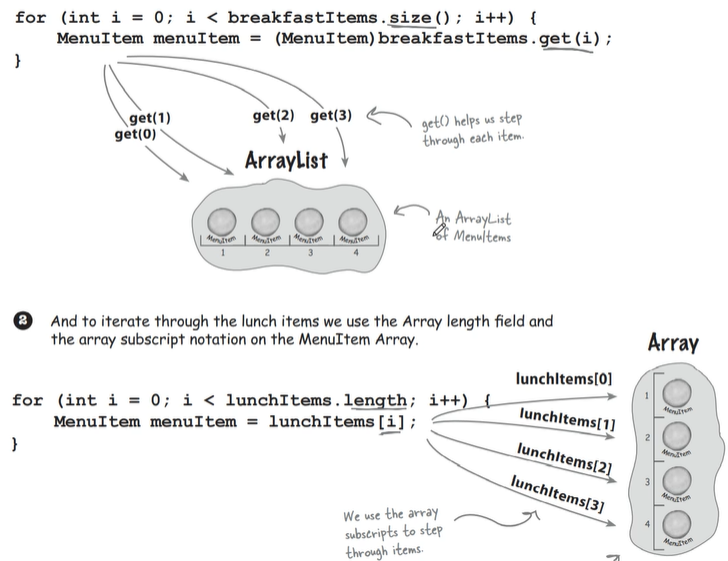 for (int i = 0; i < breakfastItems.size(); i++) {
MenuItem menuItem = (MenuItem)breakfastItems.get(i);
}
get(1)
get(0)
get(2) get(3)
get() helps us step
through each item.
ArrayList
An ArrayList
of MenuItems
MenuItem MenuItem MenuItem MenuItem
1 2 3 4
2 And to iterate through the lunch items we use the Array length field and
the array subscript notation on the MenuItem Array.
Array
for (int i = 0; i < lunchItems.length; i++) {
MenuItem menuItem = lunchItems[i];
}
lunchItems[0]
lunchItems[1]
lunchItems[2]
lunchItems[3]
1
MenuItem
2
MenuItem
3
MenuItem
4
MenuItem
We use the array
subscripts to step
through items.